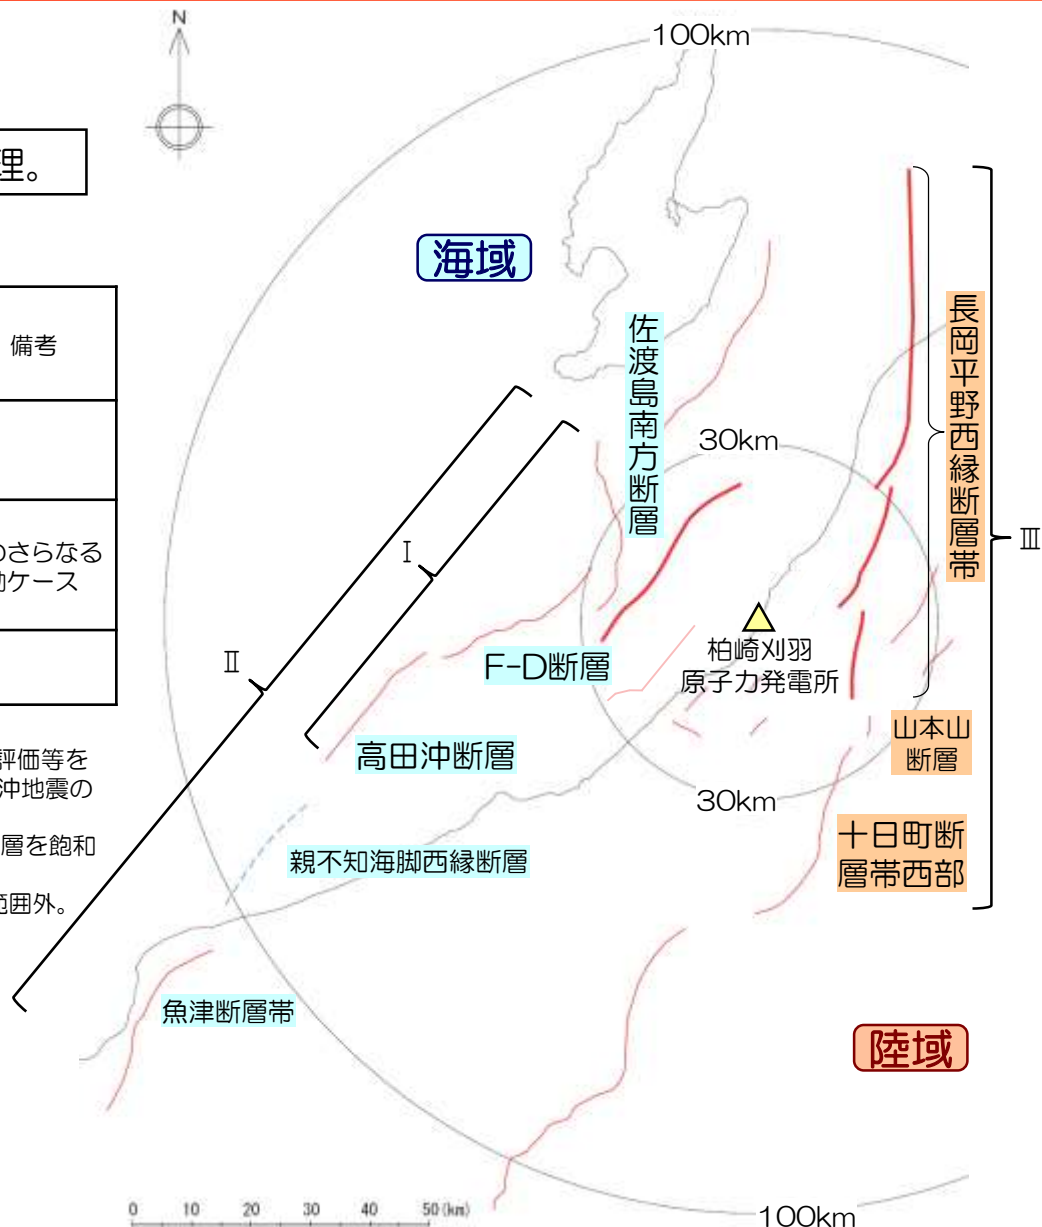 N
100km
理。
海域
備考
佐渡島南方断層
長岡平野西縁断層帯
30km
のさらなる
動ケース
Ⅰ
Ⅲ
Ⅱ
F-D断層
柏崎刈羽
原子力発電所
高田沖断層
山本山
断層
評価等を
沖地震の
30km
層を飽和
親不知海脚西縁断層
十日町断
層帯西部
範囲外。
魚津断層帯
陸域
0 10 20 30 40 50(km)
100km